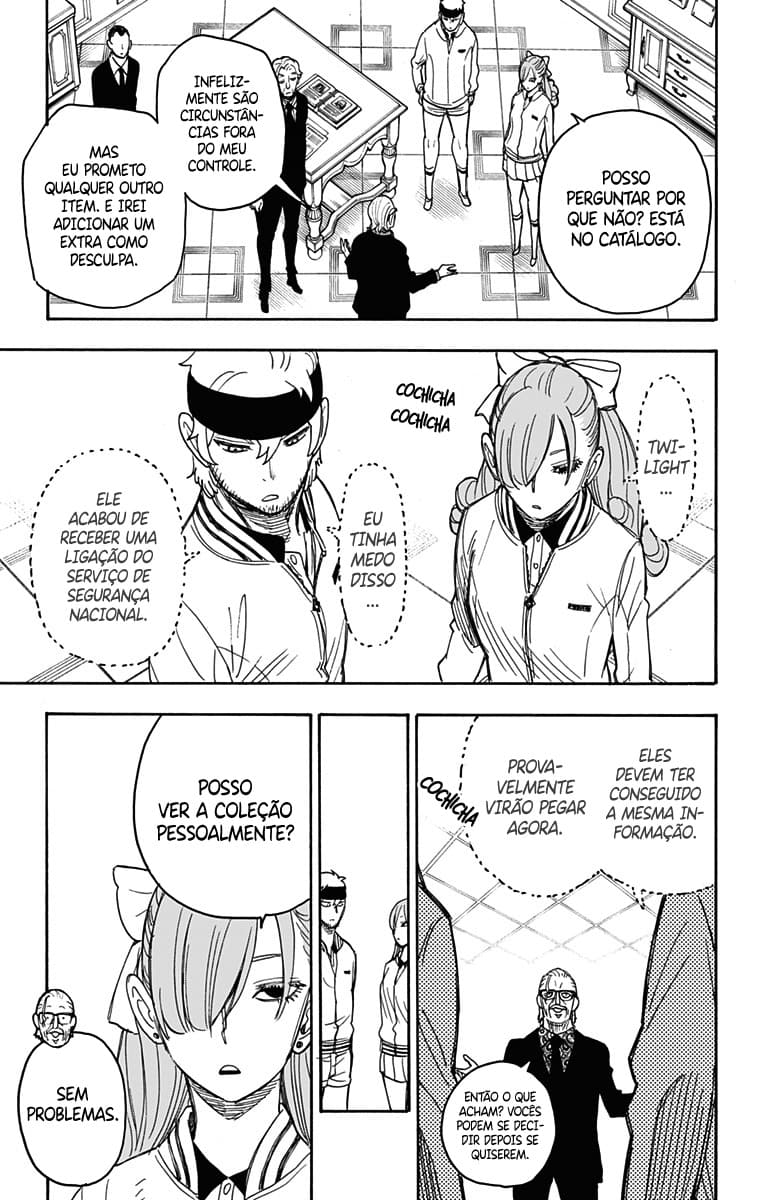 POSSO
PERGUNTAR POR
QUE NÃO? ESTÁ
NO CATÁLOGO.
INFELIZ-
MENTE SÃO
CIRCUNSTÂN-
CIAS FORA
DO MEU
CONTROLE.
MAS
EU PROMETO
QUALQUER OUTRO
ITEM. E IREI
ADICIONAR UM
EXTRA COMO
DESCULPA.
TWI-
LIGHT
...
COCHICHA
COCHICHA
EU
TINHA
MEDO
DISSO
...
ELE
ACABOU DE
RECEBER UMA
LIGAÇÃO DO
SERVIÇO DE
SEGURANÇA
NACIONAL.
ELES
DEVEM TER
CONSEGUIDO
A MESMA IN-
FORMAÇÃO.
PROVA-
VELMENTE
VIRÃO PEGAR
AGORA.
COCHICHA
ENTÃO O QUE
ACHAM? VOCÊS
PODEM SE DECI-
DIR DEPOIS SE
QUISEREM.
POSSO
VER A COLEÇÃO
PESSOALMENTE?
SEM
PROBLEMAS.